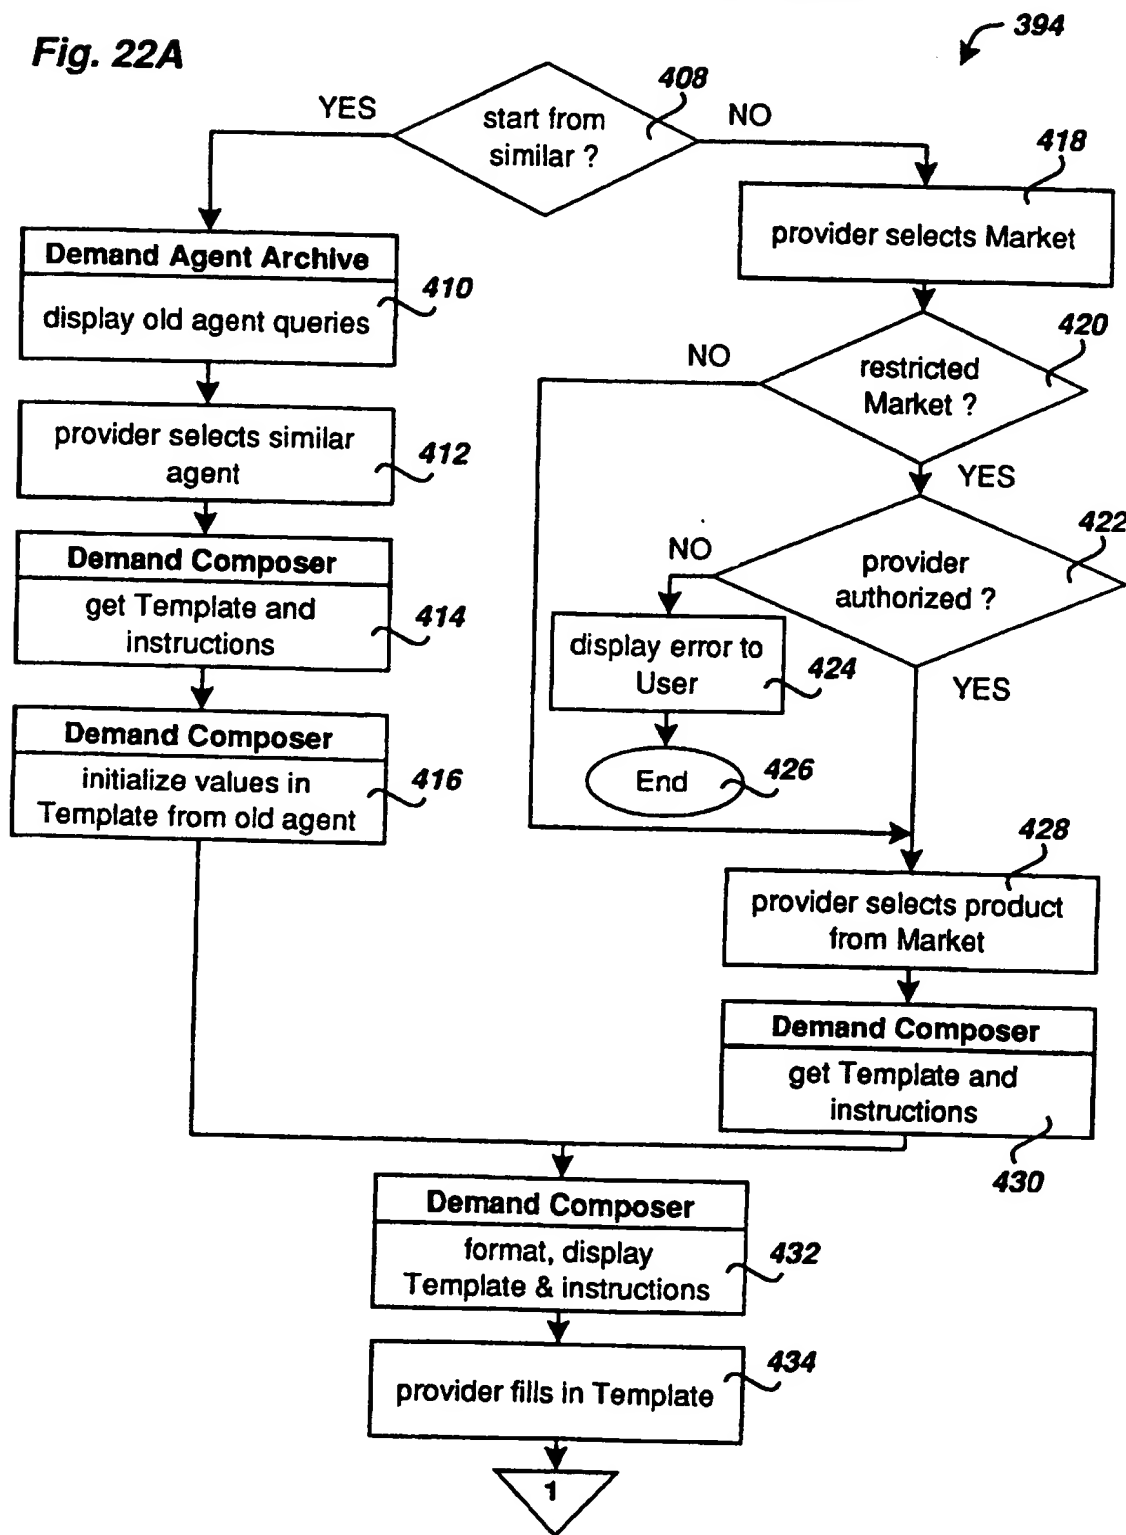 Fig. 22A
394
408
YES
start from
similar ?
NO
418
provider selects Market
Demand Agent Archive
display old agent queries
410
420
NO
restricted
Market ?
YES
provider selects similar
agent
412
422
NO
provider
authorized ?
YES
Demand Composer
get Template and
instructions
414
display error to
User
424
End
426
Demand Composer
initialize values in
Template from old agent
416
428
provider selects product
from Market
Demand Composer
get Template and
instructions
430
Demand Composer
format, display
Template & instructions
432
434
provider fills in Template
1